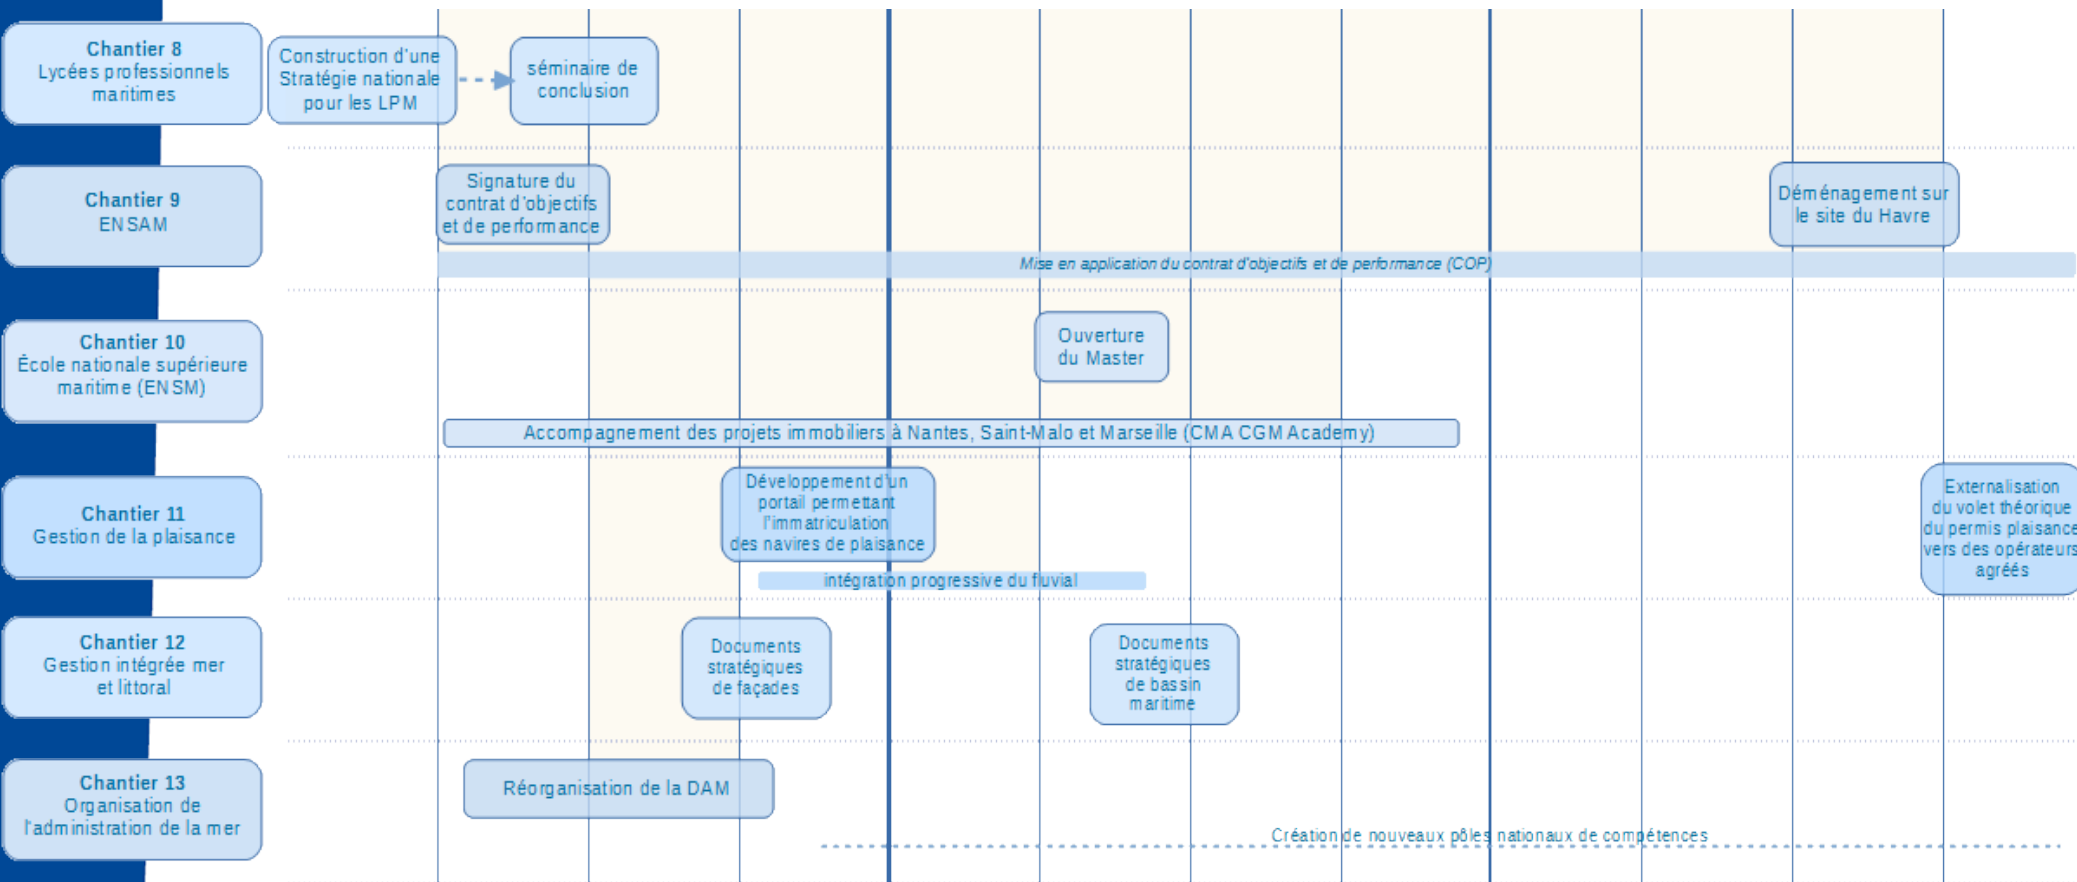 Chantier 8
Lycées professionnels
maritimes
Construction d'une
Stratégie nationale
pour les LPM
séminaire de
conclusion
Chantier 9
ENSAM
Signature du
contrat d'objectifs
et de performance
Déménagement sur
le site du Havre
Mise en application du contrat d'objectifs et de performance (COP)
Chantier 10
École nationale supérieure
maritime (ENSM)
Ouverture
du Master
Accompagnement des projets immobiliers à Nantes, Saint-Malo et Marseille (CMA CGM Academy)
Chantier 11
Gestion de la plaisance
Développement d'un
portail permettant
l'immatriculation
des navires de plaisance
intégration progressive du fluvial
Externalisation
du volet théorique
du permis plaisance
vers des opérateurs
agréés
Chantier 12
Gestion intégrée mer
et littoral
Documents
stratégiques
de façades
Documents
stratégiques
de bassin
maritime
Chantier 13
Organisation de
l'administration de la mer
Réorganisation de la DAM
Création de nouveaux pôles nationaux de compétences